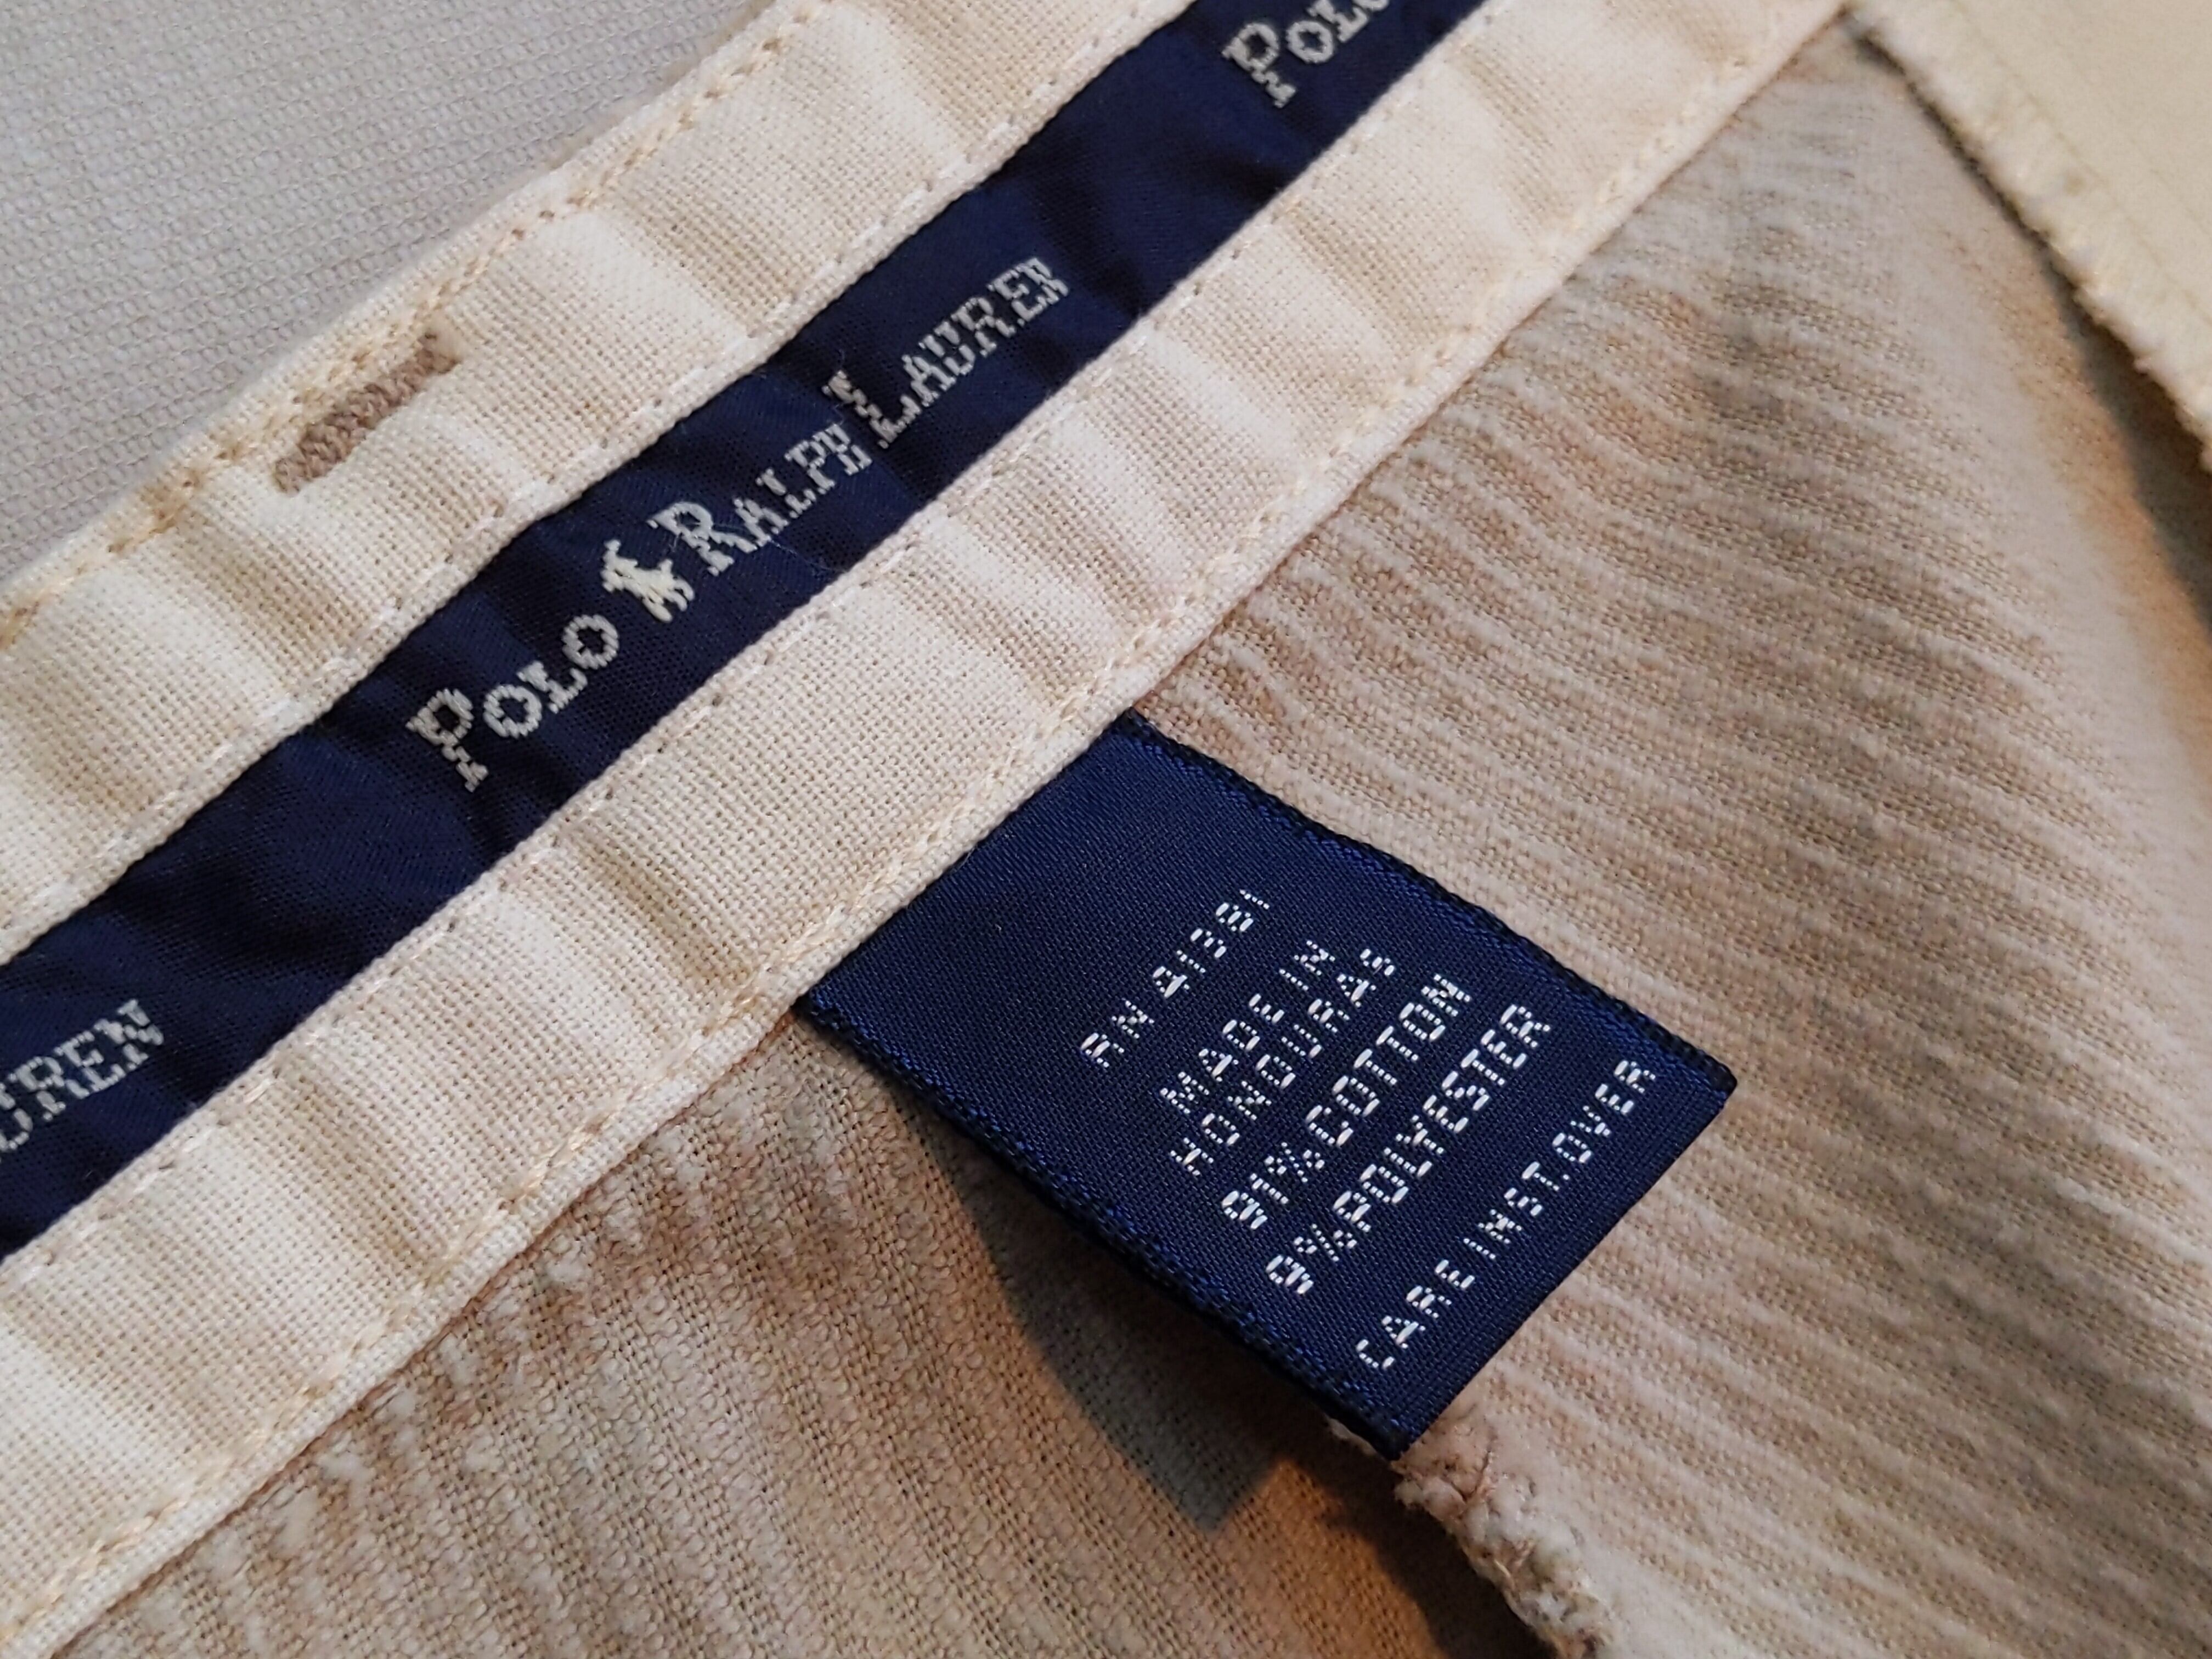 POLO
POLO RALPH LAUREN
UREN
RN 41381
MADE IN
HONDURAS
91% COTTON
9% POLYESTER
CARE INST. OVER